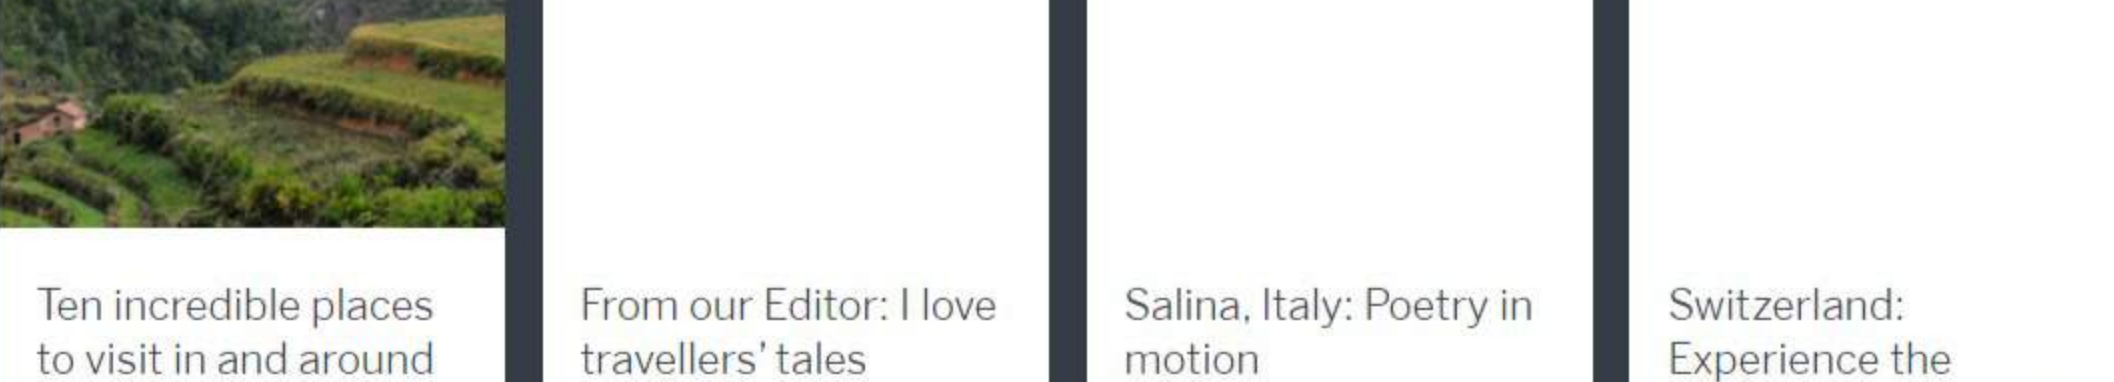 Ten incredible places
to visit in and around
From our Editor: I love
travellers’ tales
Salina, Italy: Poetry in
motion
Switzerland:
Experience the